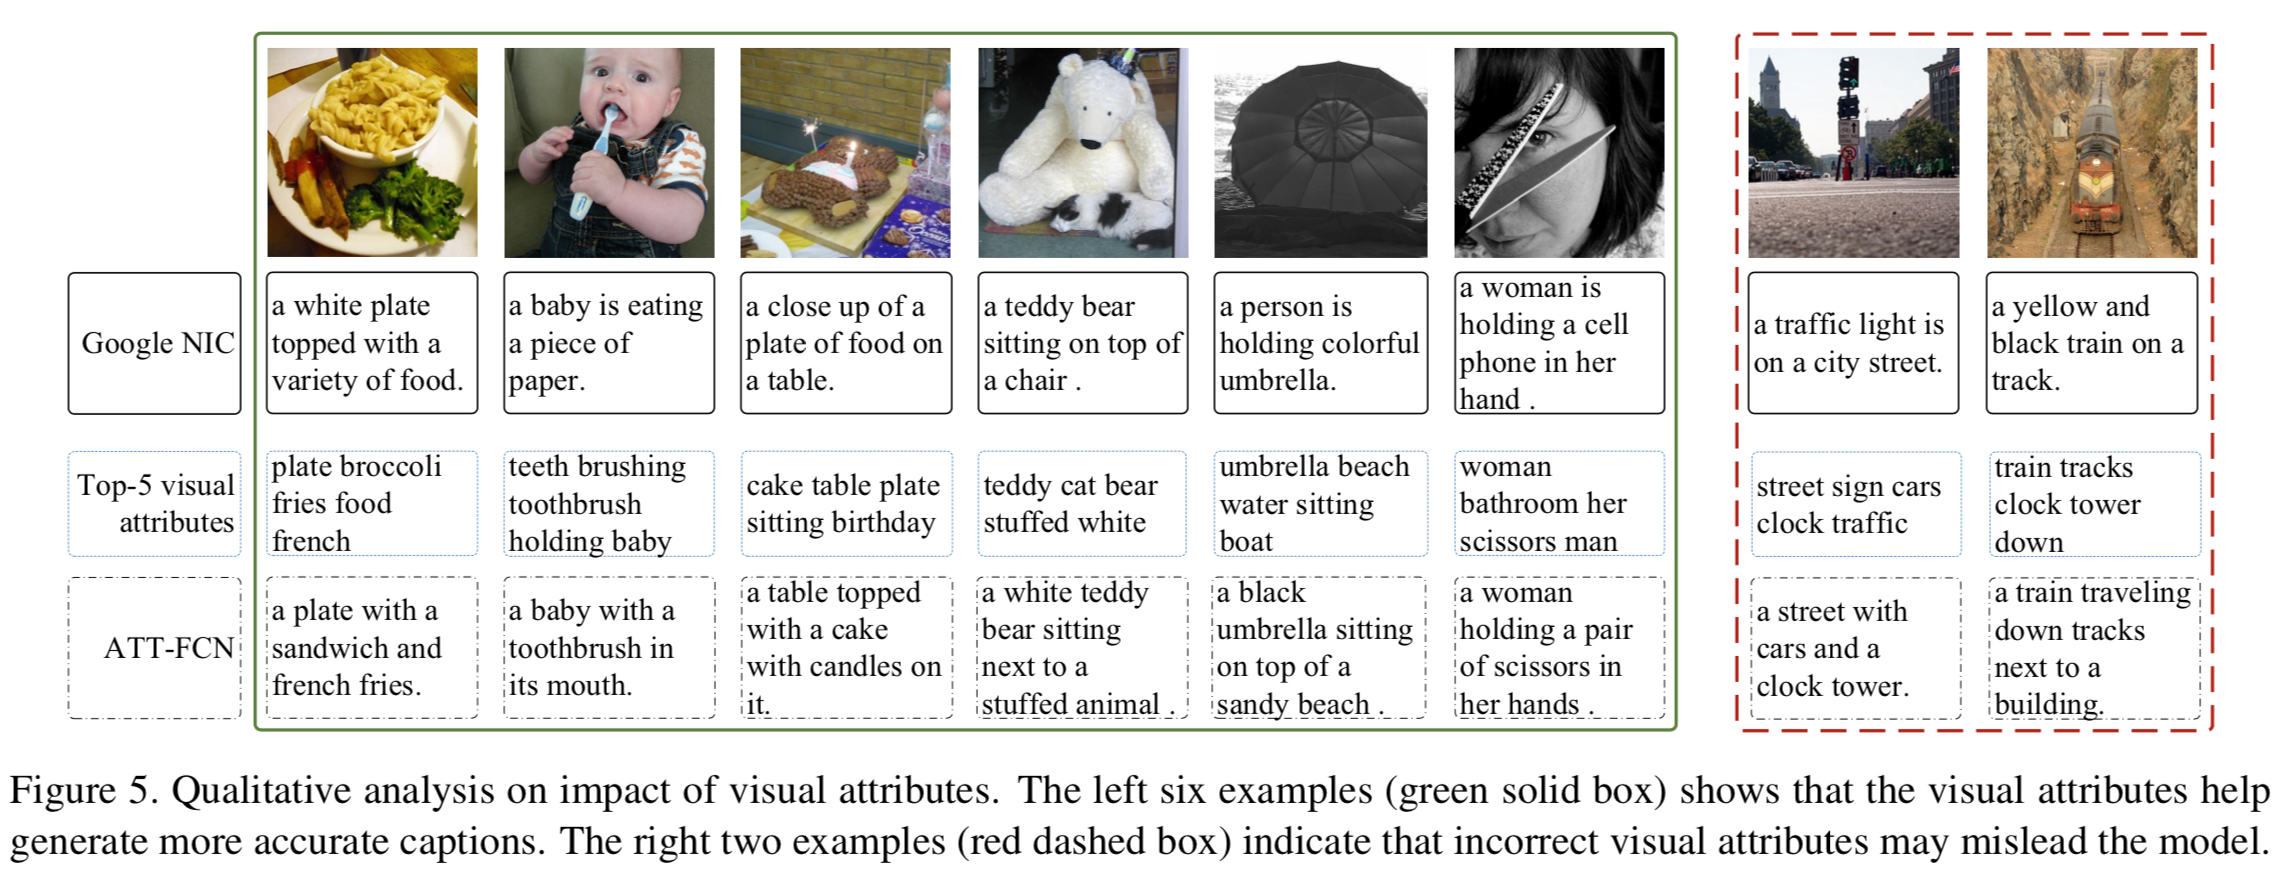 Google NIC
a white plate
topped with a
variety of food.
a baby is eating
a piece of
paper.
a close up of a
plate of food on
a table.
a teddy bear
sitting on top of
a chair .
a person is
holding colorful
umbrella.
a woman is
holding a cell
phone in her
hand .
a traffic light is
on a city street.
a yellow and
black train on a
track.
Top-5 visual
attributes
plate broccoli
fries food
french
teeth brushing
toothbrush
holding baby
cake table plate
sitting birthday
teddy cat bear
stuffed white
umbrella beach
water sitting
boat
woman
bathroom her
scissors man
street sign cars
clock traffic
train tracks
clock tower
down
ATT-FCN
a plate with a
sandwich and
french fries.
a baby with a
toothbrush in
its mouth.
a table topped
with a cake
with candles on
it.
a white teddy
bear sitting
next to a
stuffed animal .
a black
umbrella sitting
on top of a
sandy beach .
a woman
holding a pair
of scissors in
her hands .
a street with
cars and a
clock tower.
a train traveling
down tracks
next to a
building.
Figure 5. Qualitative analysis on impact of visual attributes. The left six examples (green solid box) shows that the visual attributes help
generate more accurate captions. The right two examples (red dashed box) indicate that incorrect visual attributes may mislead the model.